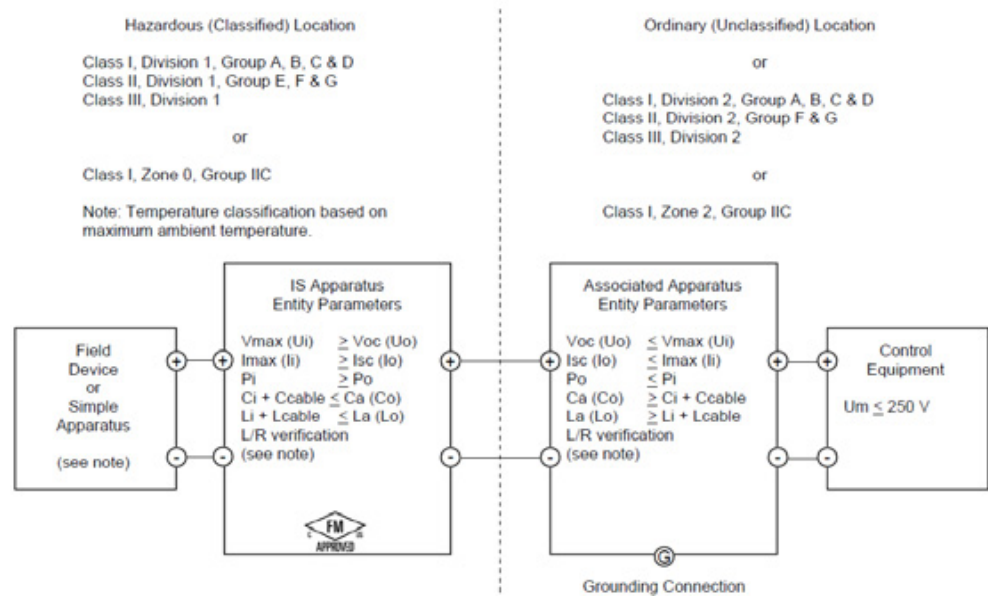 Hazardous (Classified) Location
Class I, Division 1, Group A, B, C & D
Class II, Division 1, Group E, F & G
Class III, Division 1
or
Class I, Zone 0, Group IIC
Note: Temperature classification based on
maximum ambient temperature.
Ordinary (Unclassified) Location
or
Class I, Division 2, Group A, B, C & D
Class II, Division 2, Group F & G
Class III, Division 2
or
Class I, Zone 2, Group IIC
Field
Device
or
Simple
Apparatus
(see note)
+
-
IS Apparatus
Entity Parameters
Vmax (Ui) ≥ Voc (Uo)
Imax (Ii) ≥ Isc (Io)
Pi ≥ Po
Ci + Ccable ≤ Ca (Co)
Li + Lcable ≤ La (Lo)
L/R verification
(see note)
+
+
-
-
C FM US
APPROVED
Associated Apparatus
Entity Parameters
Voc (Uo) ≤ Vmax (Ui)
Isc (Io) ≤ Imax (Ii)
Po ≤ Pi
Ca (Co) ≥ Ci + Ccable
La (Lo) ≥ Li + Lcable
L/R verification
(see note)
+
+
-
-
G
Grounding Connection
Control
Equipment
Um ≤ 250 V
+
-